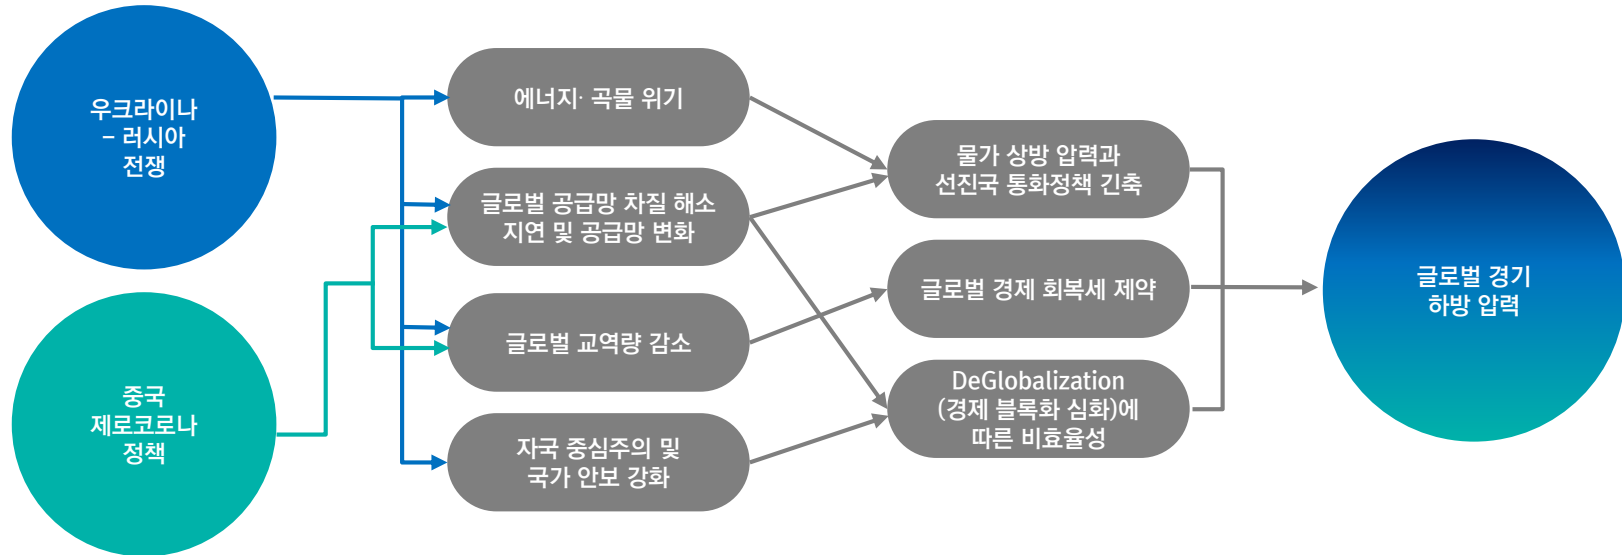 우크라이나
– 러시아
전쟁
중국
제로코로나
정책
에너지· 곡물 위기
글로벌 공급망 차질 해소
지연 및 공급망 변화
글로벌 교역량 감소
자국 중심주의 및
국가 안보 강화
물가 상방 압력과
선진국 통화정책 긴축
글로벌 경제 회복세 제약
DeGlobalization
(경제 블록화 심화)에
따른 비효율성
글로벌 경기
하방 압력